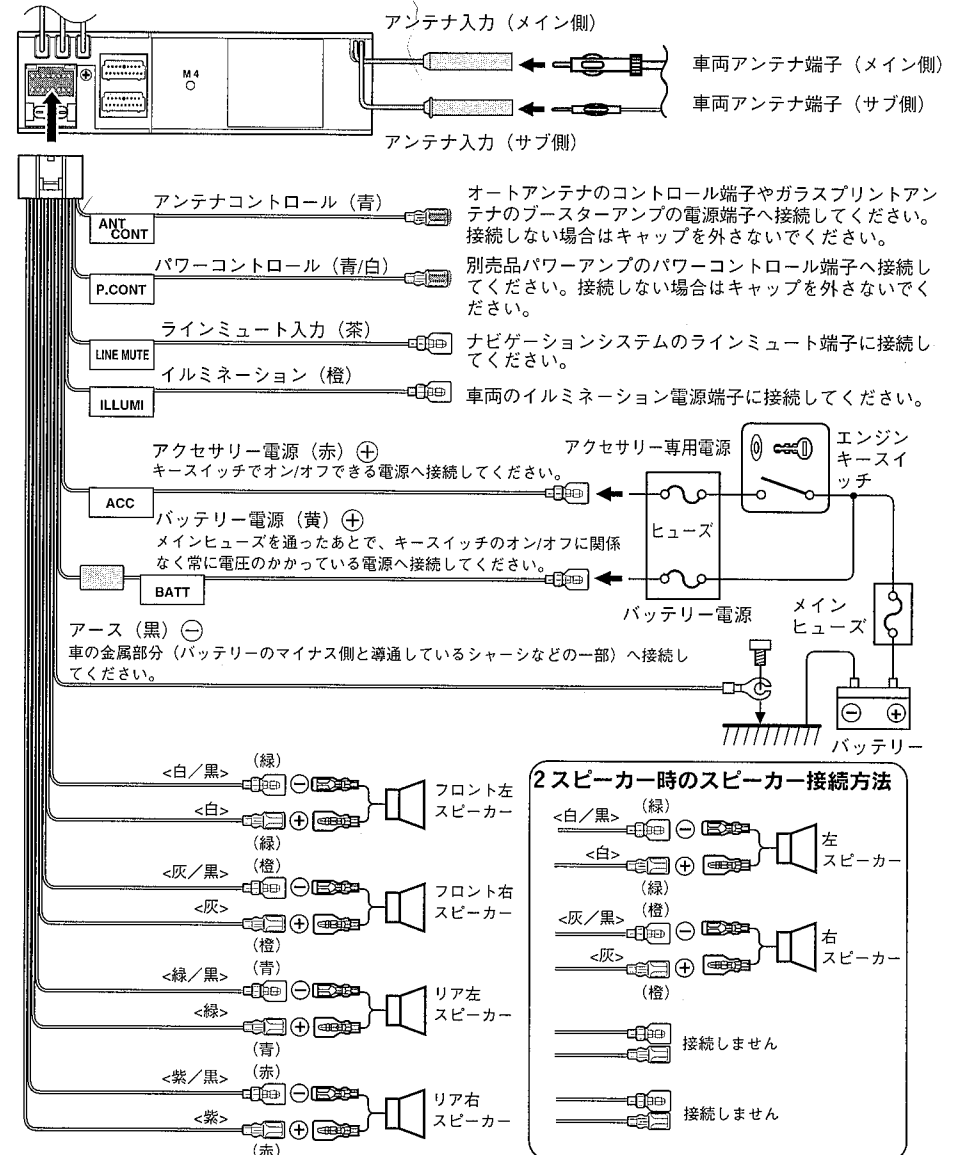 アンテナ入力（メイン側）
車両アンテナ端子（メイン側）
M4
車両アンテナ端子（サブ側）
アンテナ入力（サブ側）
アンテナコントロール（青）
ANT
CONT
オートアンテナのコントロール端子やガラスプリントアン
テナのブースターアンプの電源端子へ接続してください。
接続しない場合はキャップを外さないでください。
パワーコントロール（青/白）
P.CONT
別売品パワーアンプのパワーコントロール端子へ接続し
てください。接続しない場合はキャップを外さないでく
ださい。
ラインミュート入力（茶）
LINE MUTE
ナビゲーションシステムのラインミュート端子に接続し
てください。
イルミネーション（橙）
ILLUMI
車両のイルミネーション電源端子に接続してください。
アクセサリー電源（赤）⊕
キースイッチでオン/オフできる電源へ接続してください。
ACC
アクセサリー専用電源
エンジン
キースイ
ッチ
ヒューズ
バッテリー電源（黄）⊕
メインヒューズを通ったあとで、キースイッチのオン/オフに関係
なく常に電圧のかかっている電源へ接続してください。
BATT
バッテリー電源
メイン
ヒューズ
アース（黒）⊖
車の金属部分（バッテリーのマイナス側と導通しているシャーシなどの一部）へ接続し
てください。
⊖ ⊕
バッテリー
<白／黒>
（緑）
⊖
<白>
⊕
（緑）
フロント左
スピーカー
<灰／黒>
（橙）
⊖
<灰>
⊕
（橙）
フロント右
スピーカー
<緑／黒>
（青）
⊖
<緑>
⊕
（青）
リア左
スピーカー
<紫／黒>
（赤）
⊖
<紫>
⊕
（赤）
リア右
スピーカー
2スピーカー時のスピーカー接続方法
<白／黒>
（緑）
⊖
<白>
⊕
（緑）
左
スピーカー
<灰／黒>
（橙）
⊖
<灰>
⊕
（橙）
右
スピーカー
接続しません
接続しません